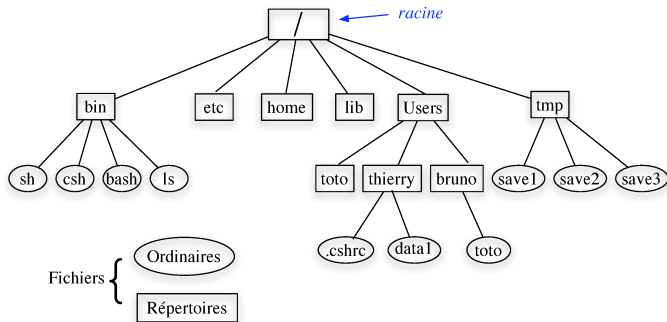 racine
/
bin etc home lib Users tmp
sh csh bash ls toto thierry bruno save1 save2 save3
.cshrc data1 toto
Ordinaires
Fichiers
Répertoires